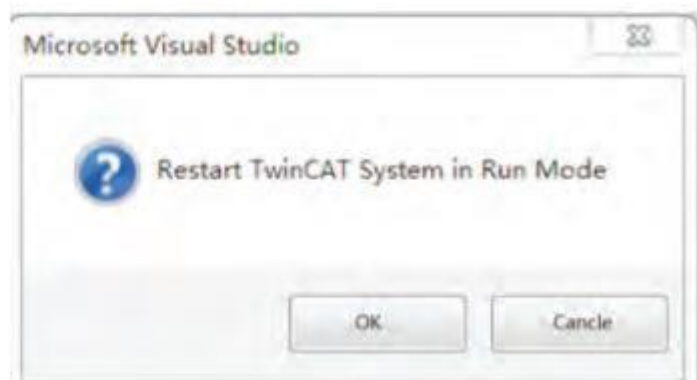 Microsoft Visual Studio
Restart TwinCAT System in Run Mode
OK
Cancle